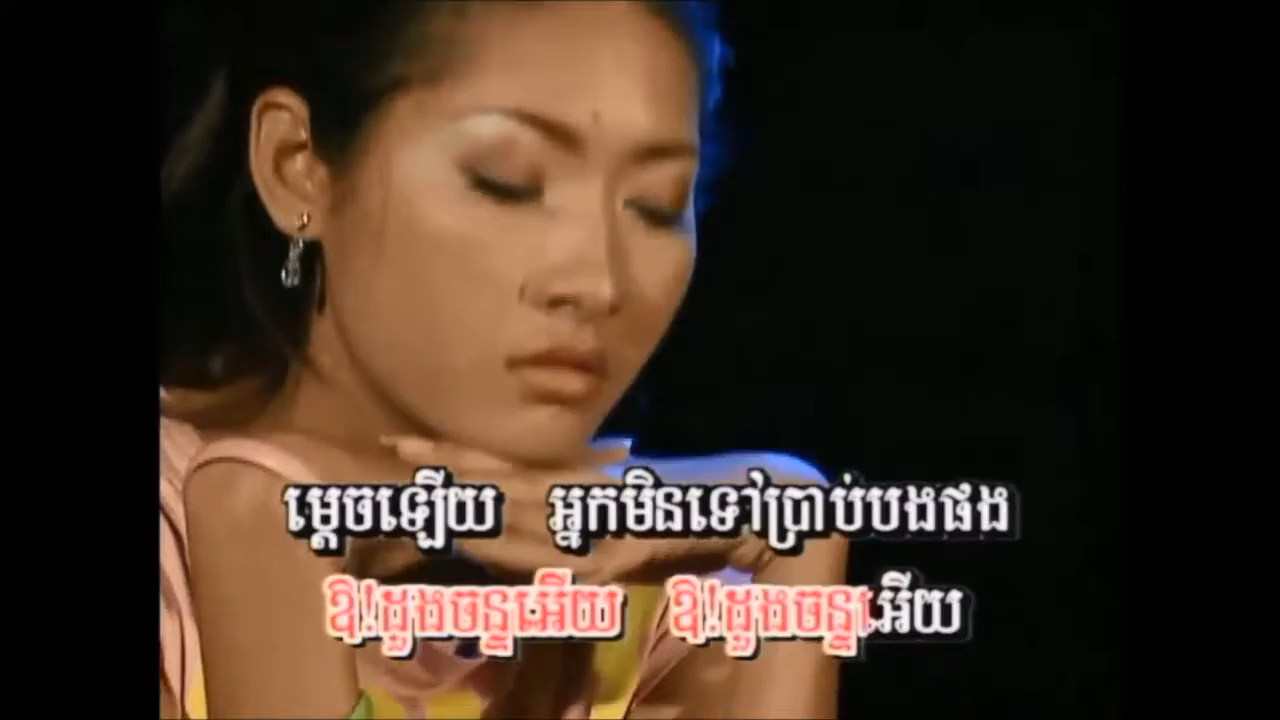 ម្ដេចឡើយ អ្នកមិនទៅប្រាប់បងផង
ឱ!ដួងចន្ទអើយ ឱ!ដួងចន្ទអើយ